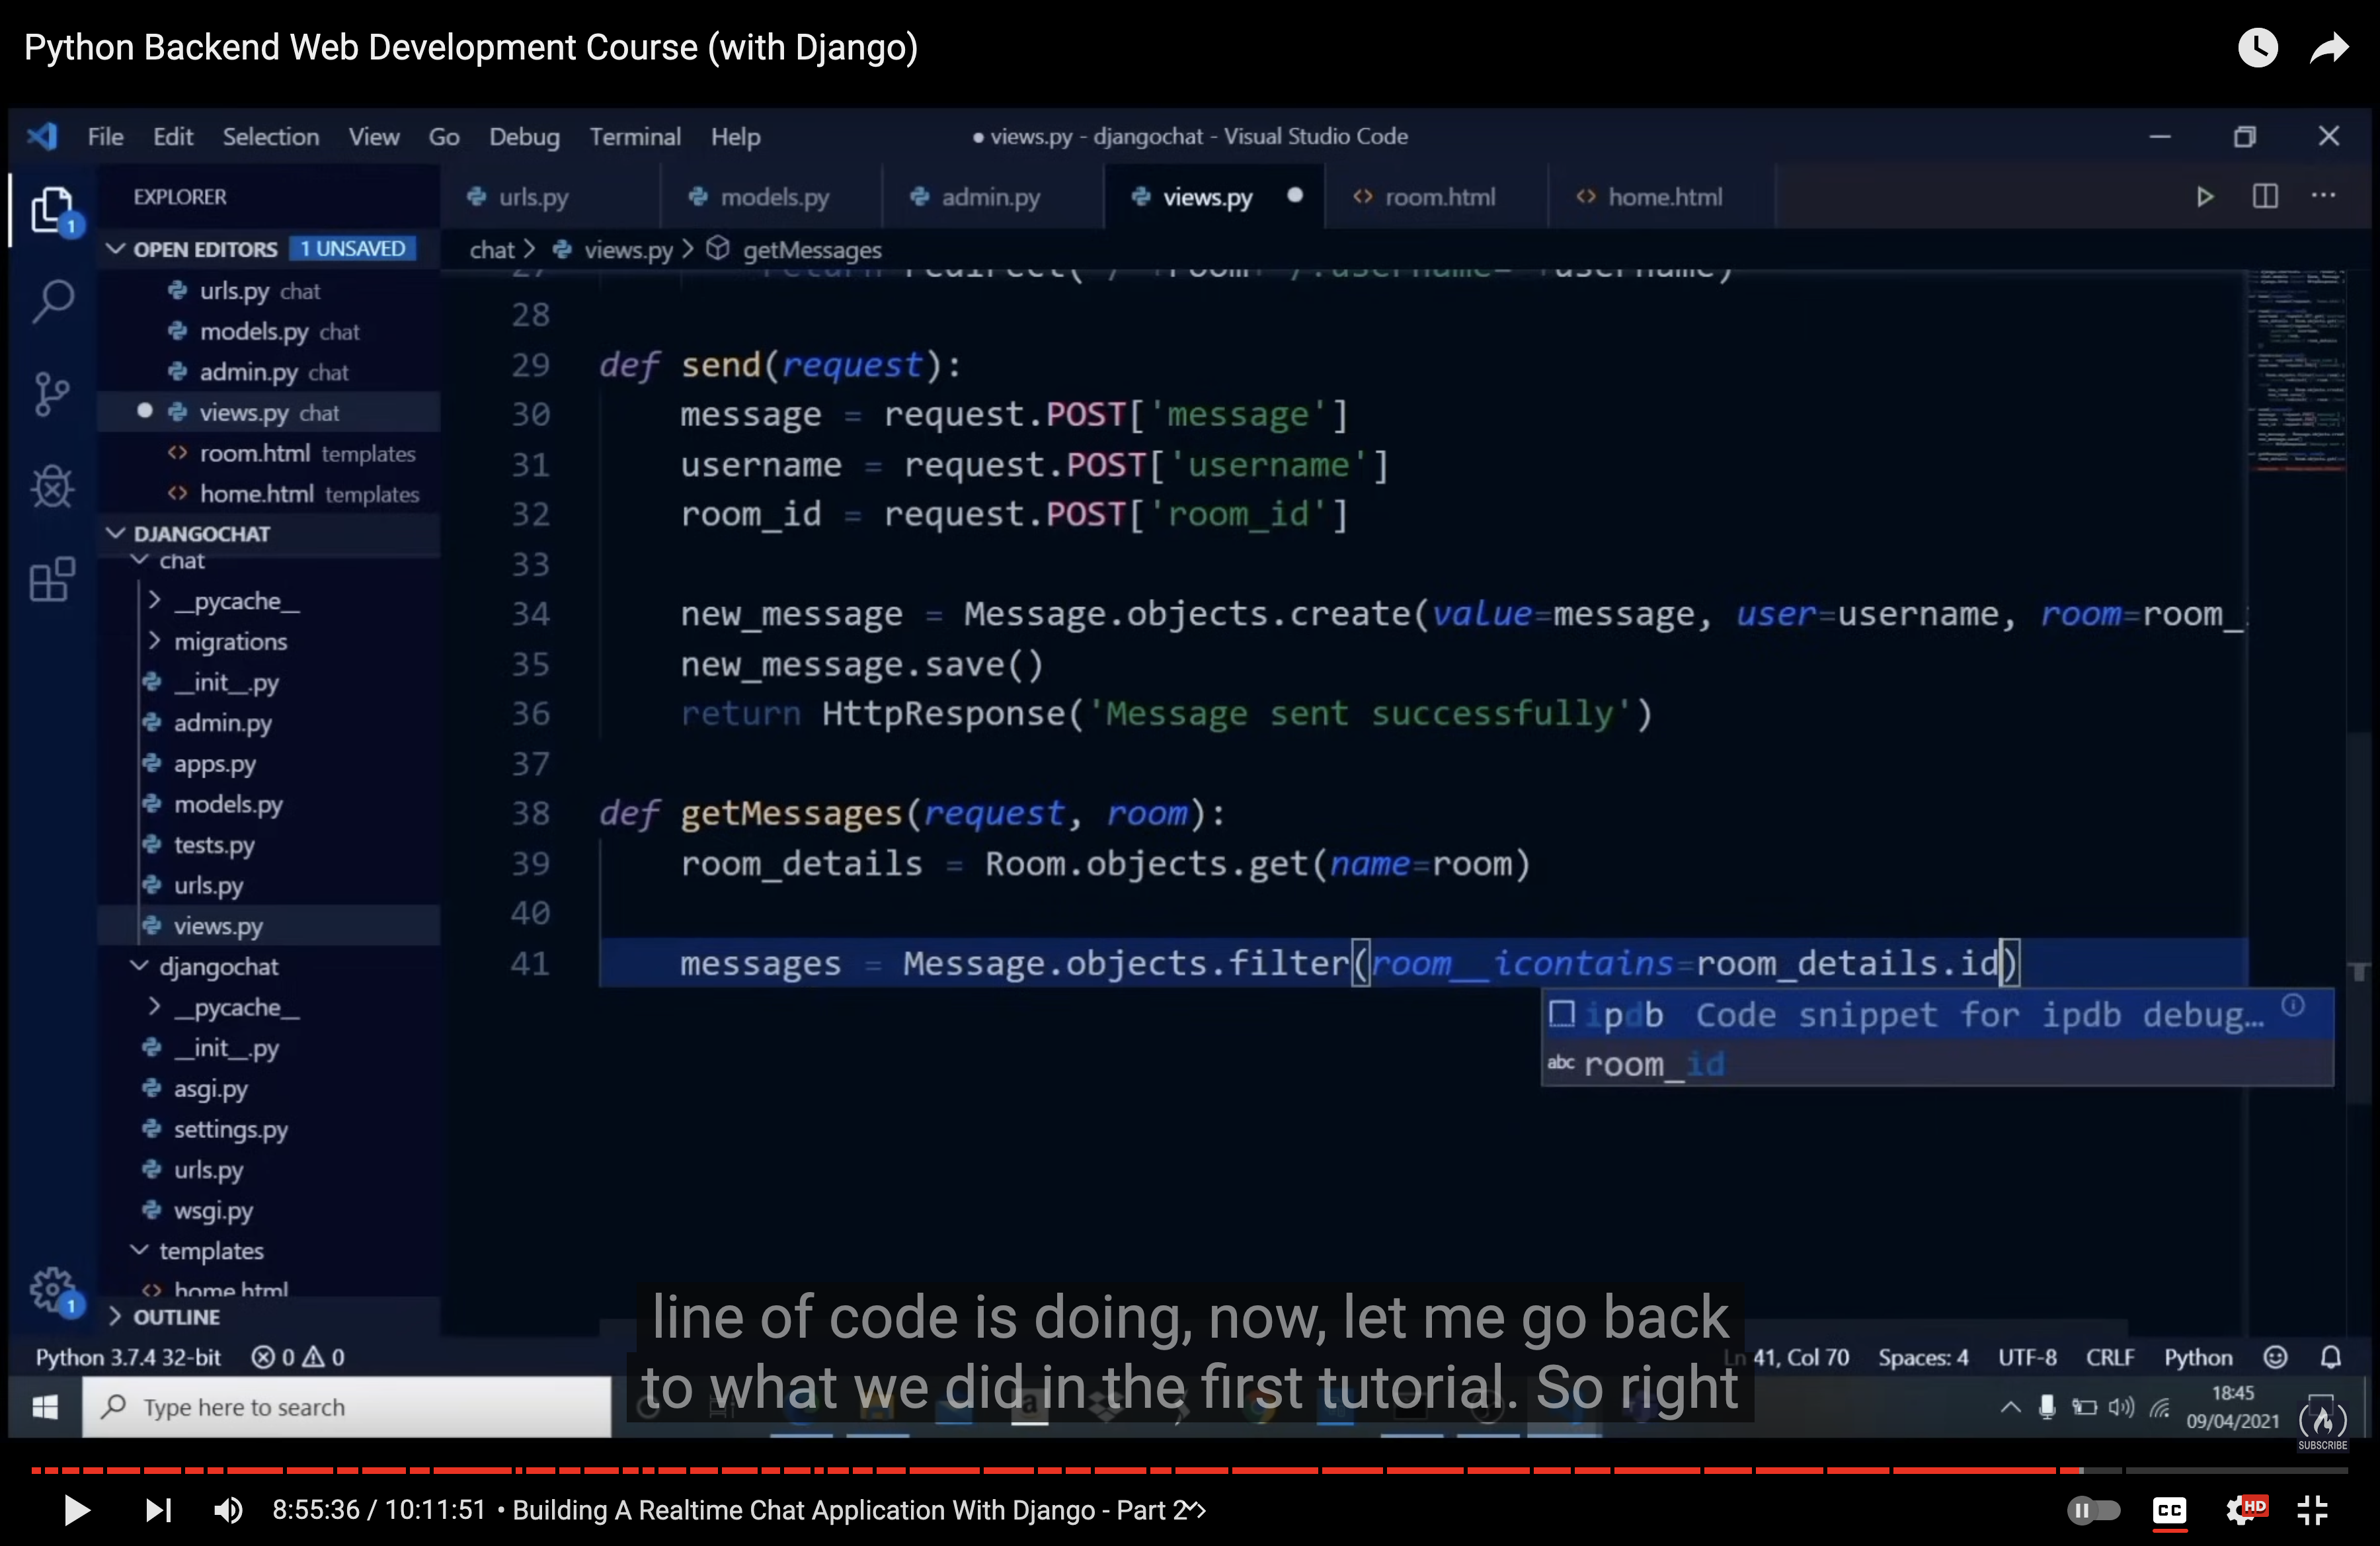 Python Backend Web Development Course (with Django)
File Edit Selection View Go Debug Terminal Help
● views.py - djangochat - Visual Studio Code
EXPLORER
OPEN EDITORS 1 UNSAVED
urls.py chat
models.py chat
admin.py chat
views.py chat
room.html templates
home.html templates
DJANGOCHAT
chat
__pycache__
migrations
__init__.py
admin.py
apps.py
models.py
tests.py
urls.py
views.py
djangochat
__pycache__
__init__.py
asgi.py
settings.py
urls.py
wsgi.py
templates
home.html
OUTLINE
urls.py models.py admin.py views.py room.html home.html
chat > views.py > getMessages
27 return redirect('/'+room+'/?username='+username)
28
29 def send(request):
30 message = request.POST['message']
31 username = request.POST['username']
32 room_id = request.POST['room_id']
33
34 new_message = Message.objects.create(value=message, user=username, room=room_
35 new_message.save()
36 return HttpResponse('Message sent successfully')
37
38 def getMessages(request, room):
39 room_details = Room.objects.get(name=room)
40
41 messages = Message.objects.filter(room__icontains=room_details.id)
ipdb Code snippet for ipdb debug...
abc room_id
line of code is doing, now, let me go back
to what we did in the first tutorial. So right
Python 3.7.4 32-bit 0 0 Ln 41, Col 70 Spaces: 4 UTF-8 CRLF Python
Type here to search
18:45
09/04/2021
SUBSCRIBE
8:55:36 / 10:11:51 • Building A Realtime Chat Application With Django - Part 2
CC
HD